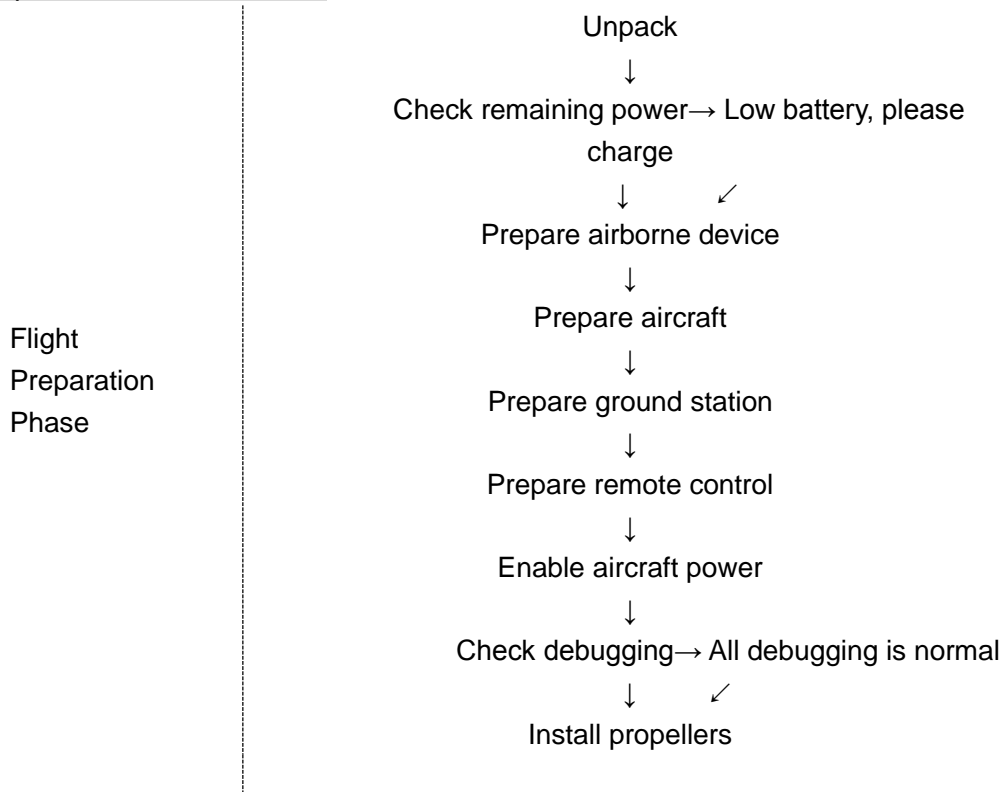 Unpack
↓
Check remaining power→ Low battery, please
charge
↓ ↙
Prepare airborne device
↓
Prepare aircraft
↓
Flight
Preparation
Phase
Prepare ground station
↓
Prepare remote control
↓
Enable aircraft power
↓
Check debugging→ All debugging is normal
↓ ↙
Install propellers